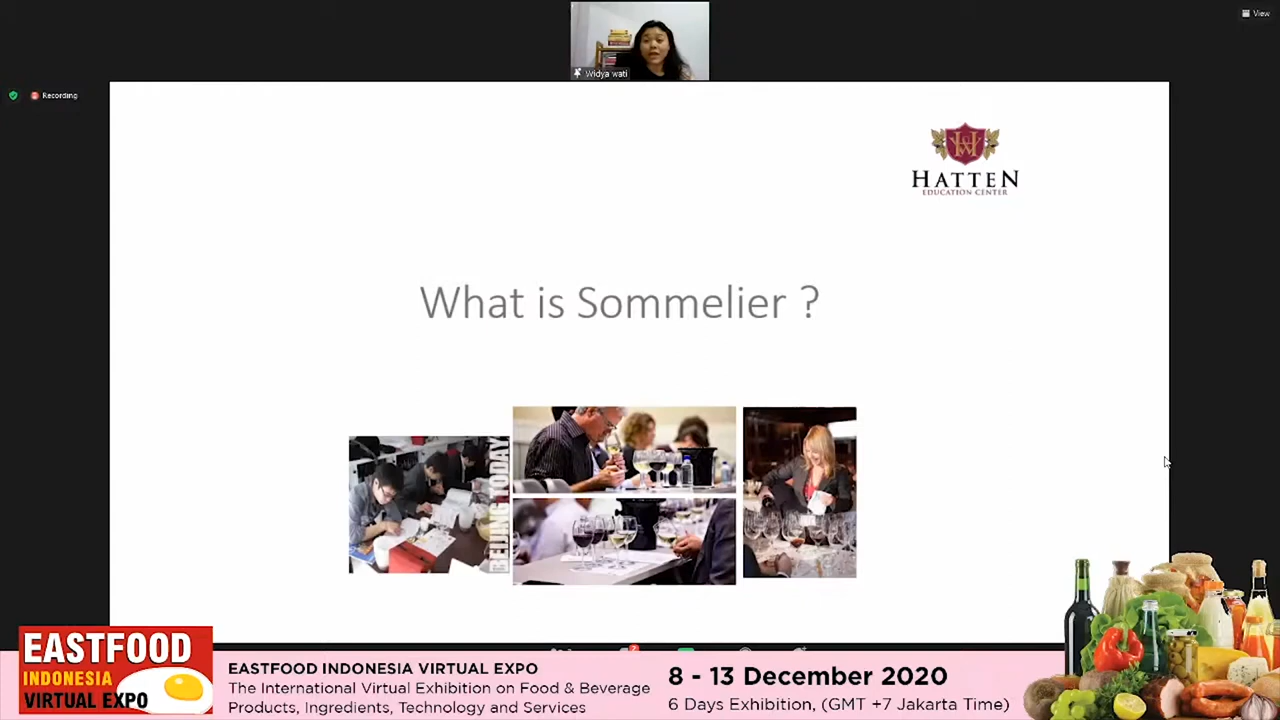 View
Widya wati
Recording
HATTEN
EDUCATION CENTER
What is Sommelier ?
BEIJING TODAY
EASTFOOD
INDONESIA
VIRTUAL EXPO
EASTFOOD INDONESIA VIRTUAL EXPO
The International Virtual Exhibition on Food & Beverage
Products, Ingredients, Technology and Services
8 - 13 December 2020
6 Days Exhibition, (GMT +7 Jakarta Time)